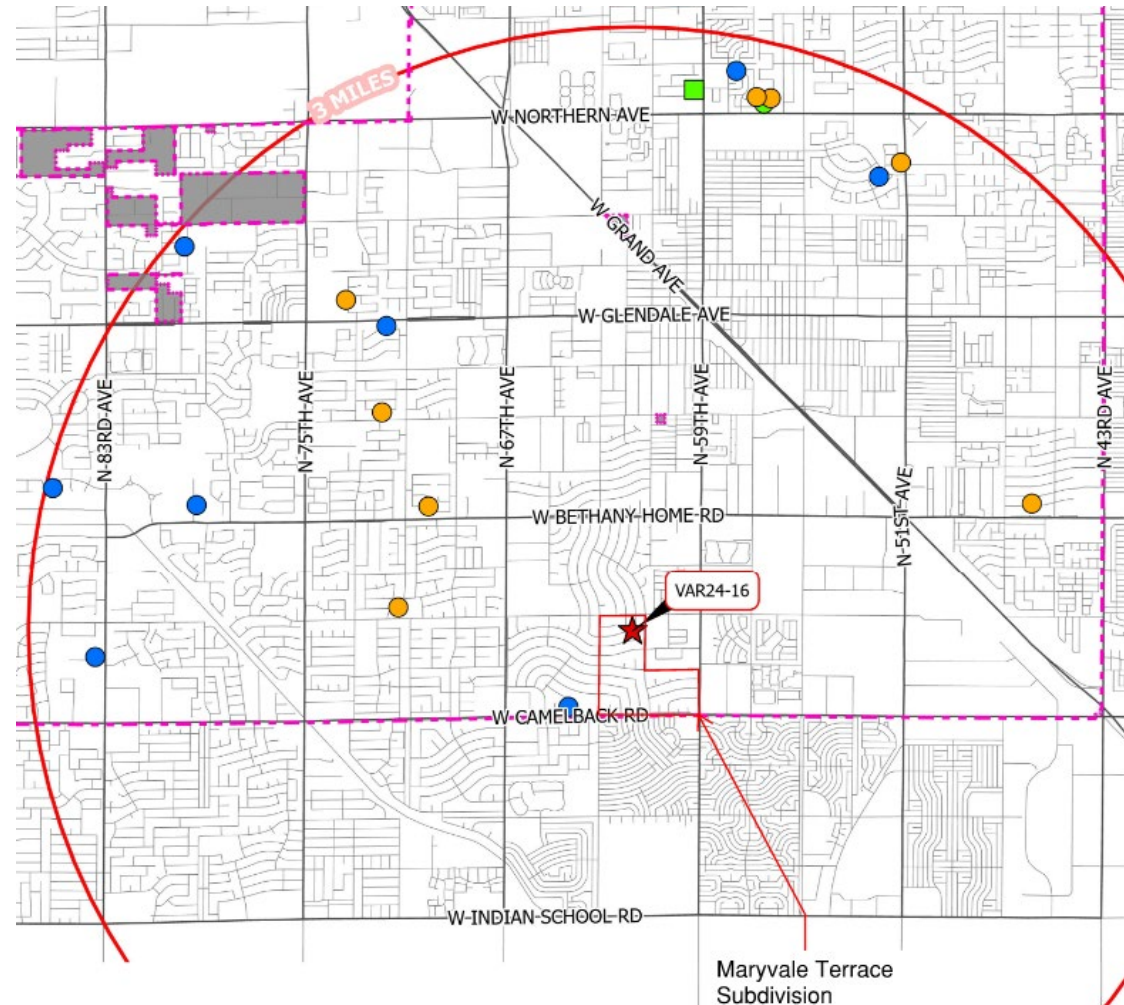 3 MILES
W NORTHERN AVE
W GRAND AVE
W GLENDALE AVE
N 83RD AVE
N 75TH AVE
N 67TH AVE
N 59TH AVE
N 51ST AVE
N 43RD AVE
W BETHANY HOME RD
VAR24-16
W CAMELBACK RD
W INDIAN SCHOOL RD
Maryvale Terrace
Subdivision